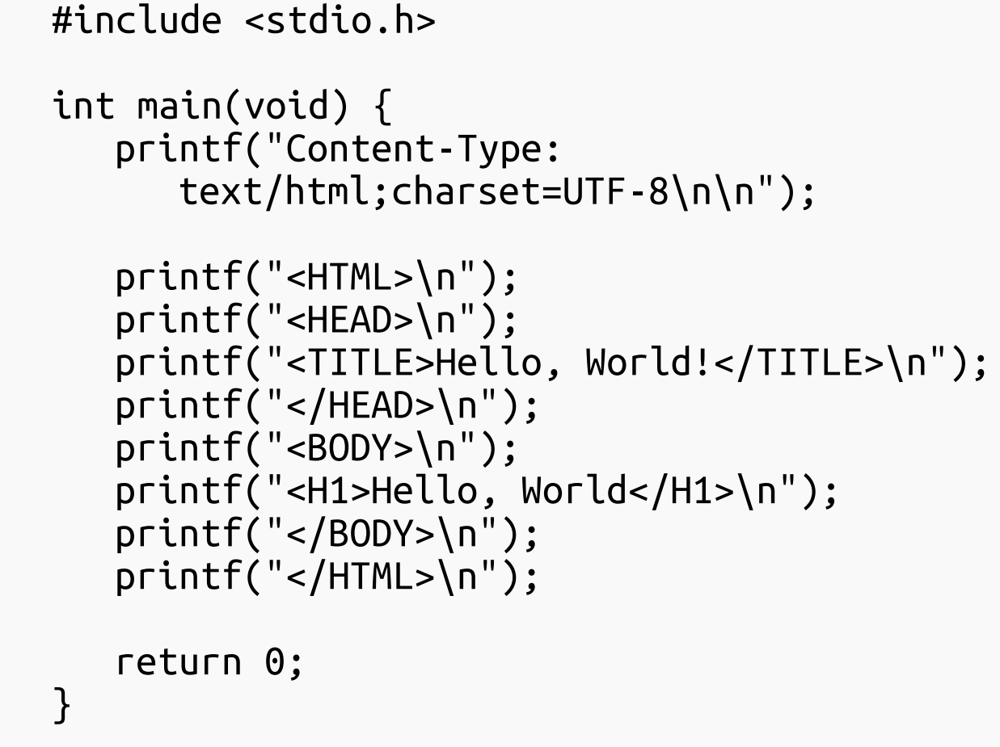 #include <stdio.h>

int main(void) {
   printf("Content-Type:
      text/html;charset=UTF-8\n\n");

   printf("<HTML>\n");
   printf("<HEAD>\n");
   printf("<TITLE>Hello, World!</TITLE>\n");
   printf("</HEAD>\n");
   printf("<BODY>\n");
   printf("<H1>Hello, World</H1>\n");
   printf("</BODY>\n");
   printf("</HTML>\n");

   return 0;
}